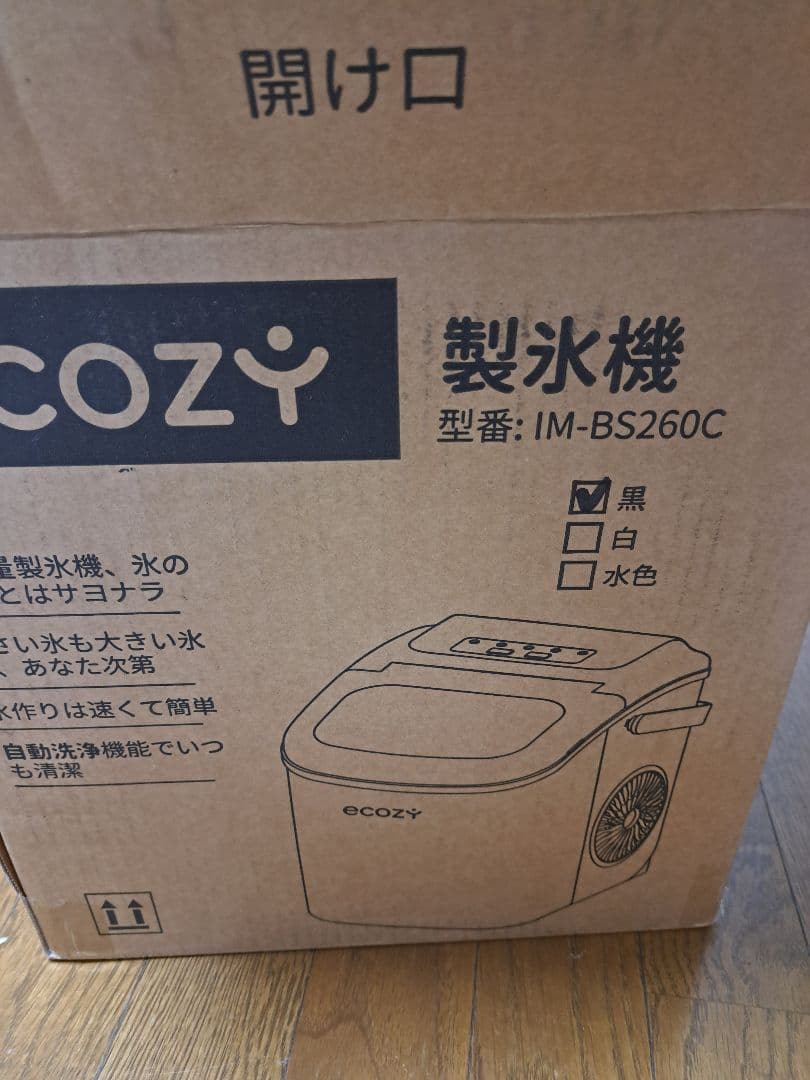 開け口
COZY
製氷機
型番: IM-BS260C
黒
白
水色
量製氷機、氷の
とはサヨナラ
さい氷も大きい氷
、あなた次第
氷作りは速くて簡単
自動洗浄機能でいつ
も清潔
ecozy